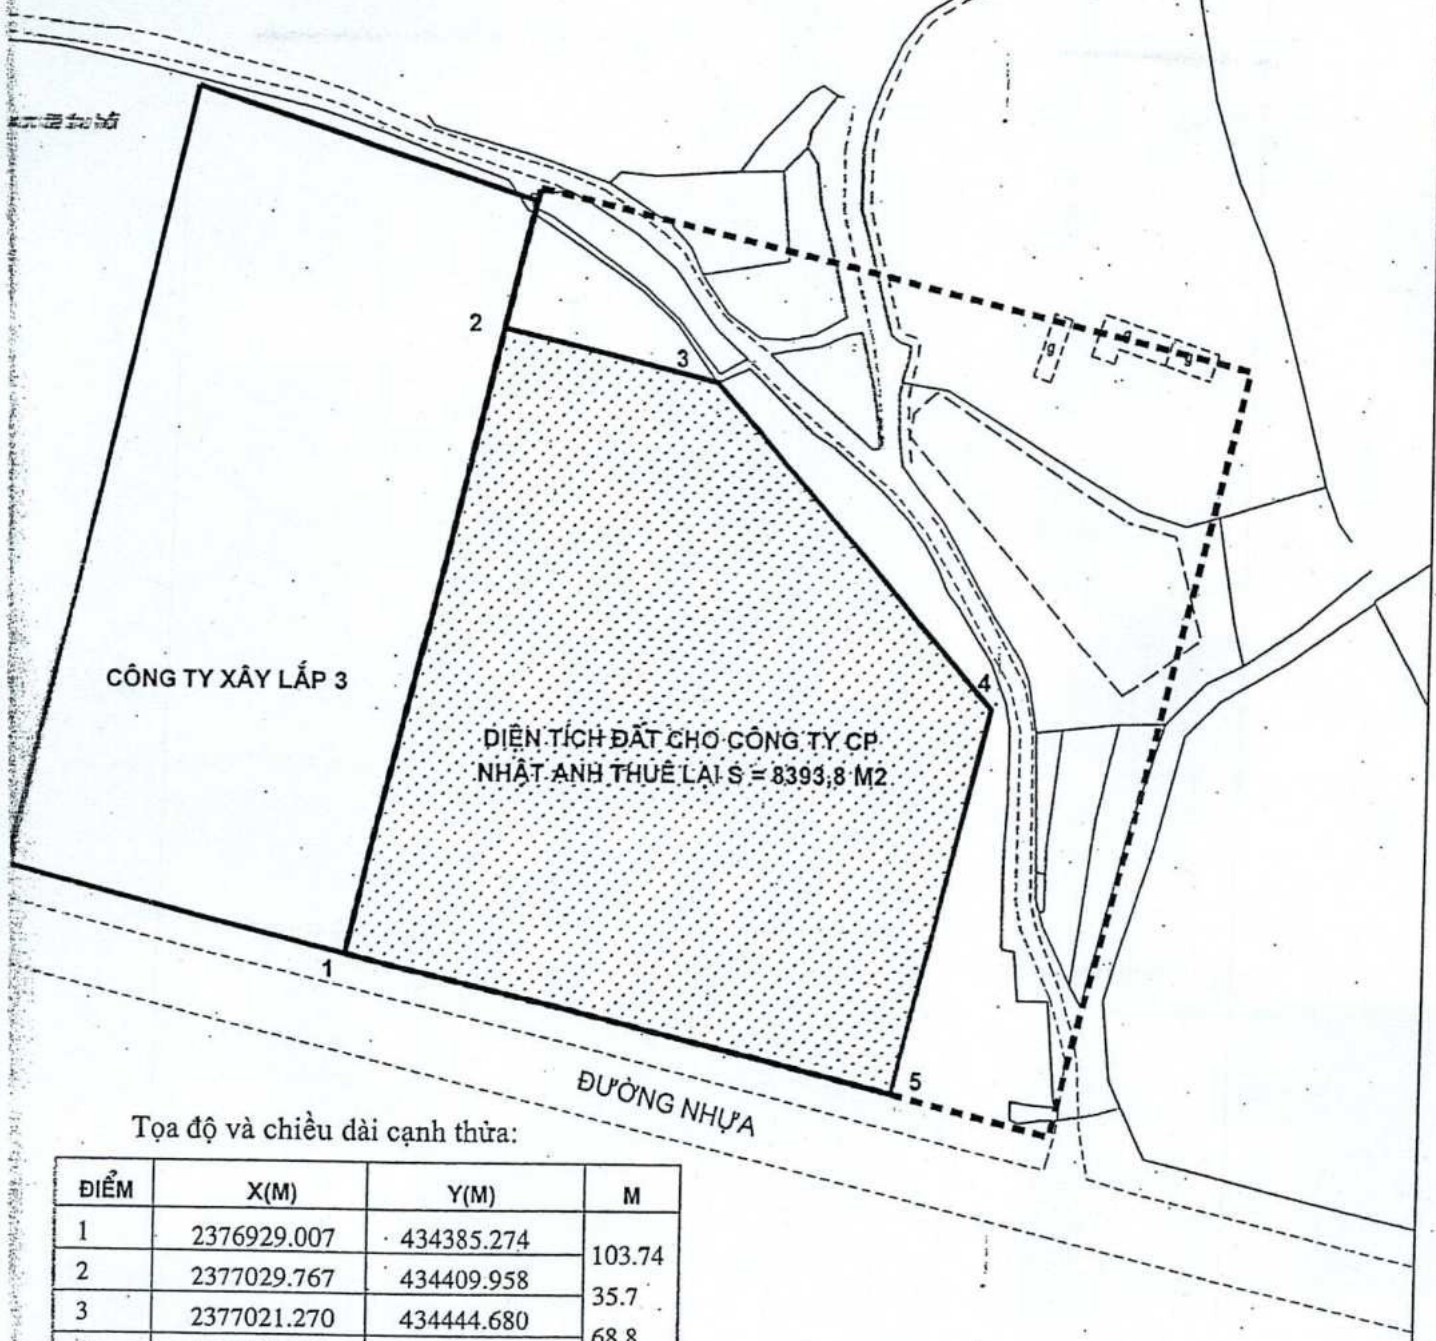 2
3
g
g
g
CÔNG TY XÂY LẮP 3
4
DIỆN TÍCH ĐẤT CHO CÔNG TY CP
NHẬT ANH THUÊ LẠI S = 8393,8 M2
1
5
ĐƯỜNG NHỰA
Tọa độ và chiều dài cạnh thửa:
ĐIỂM X(M) Y(M) M
1 2376929.007 434385.274
103.74
2 2377029.767 434409.958
35.7
3 2377021.270 434444.680
68.8